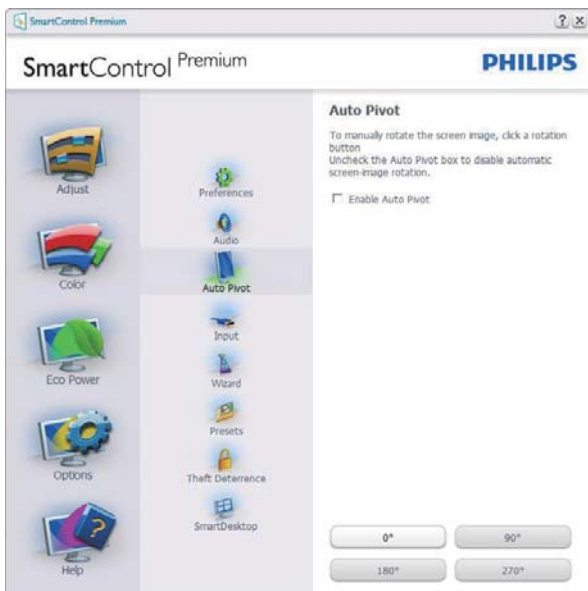 SmartControl Premium
SmartControl Premium
PHILIPS
Adjust
Color
Eco Power
Options
Help
Preferences
Audio
Auto Pivot
Input
Wizard
Presets
Theft Deterrence
SmartDesktop
Auto Pivot
To manually rotate the screen image, click a rotation
button
Uncheck the Auto Pivot box to disable automatic
screen-image rotation.
Enable Auto Pivot
0°
90°
180°
270°